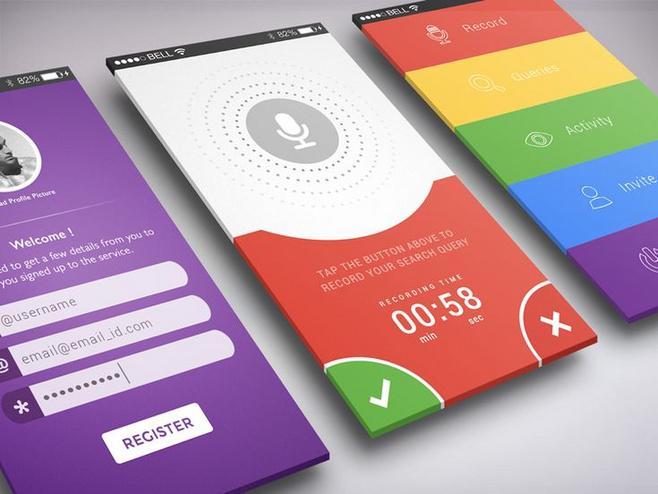 82%
ad Profile Picture
Welcome !
ed to get a few details from you to
you signed up to the service.
@username
@
email@email_id.com
*
REGISTER
BELL
82%
TAP THE BUTTON ABOVE TO
RECORD YOUR SEARCH QUERY
RECORDING TIME
00:58
min sec
BELL
Record
Queries
Activity
Invite